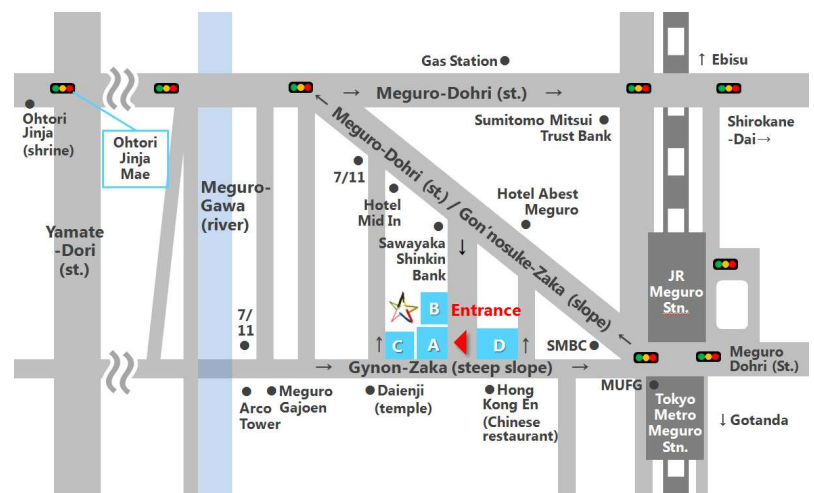 Gas Station
↑ Ebisu
→ Meguro-Dohri (st.) →
Ohtori
Jinja
(shrine)
Ohtori
Jinja
Mae
Sumitomo Mitsui
Trust Bank
Shirokane
-Dai→
← Meguro-Dohri (st.) / Gon'nosuke-Zaka (slope) ←
7/11
Hotel
Mid In
Hotel Abest
Meguro
Meguro-
Gawa
(river)
Yamate
-Dori
(st.)
Sawayaka
Shinkin
Bank
↓
JR
Meguro
Stn.
7/
11
B
Entrance
↑
C
A
D
↑
SMBC
Meguro
Dohri (St.)
→ Gynon-Zaka (steep slope) →
MUFG
Arco
Tower
Meguro
Gajoen
Daienji
(temple)
Hong
Kong En
(Chinese
restaurant)
Tokyo
Metro
Meguro
Stn.
↓ Gotanda